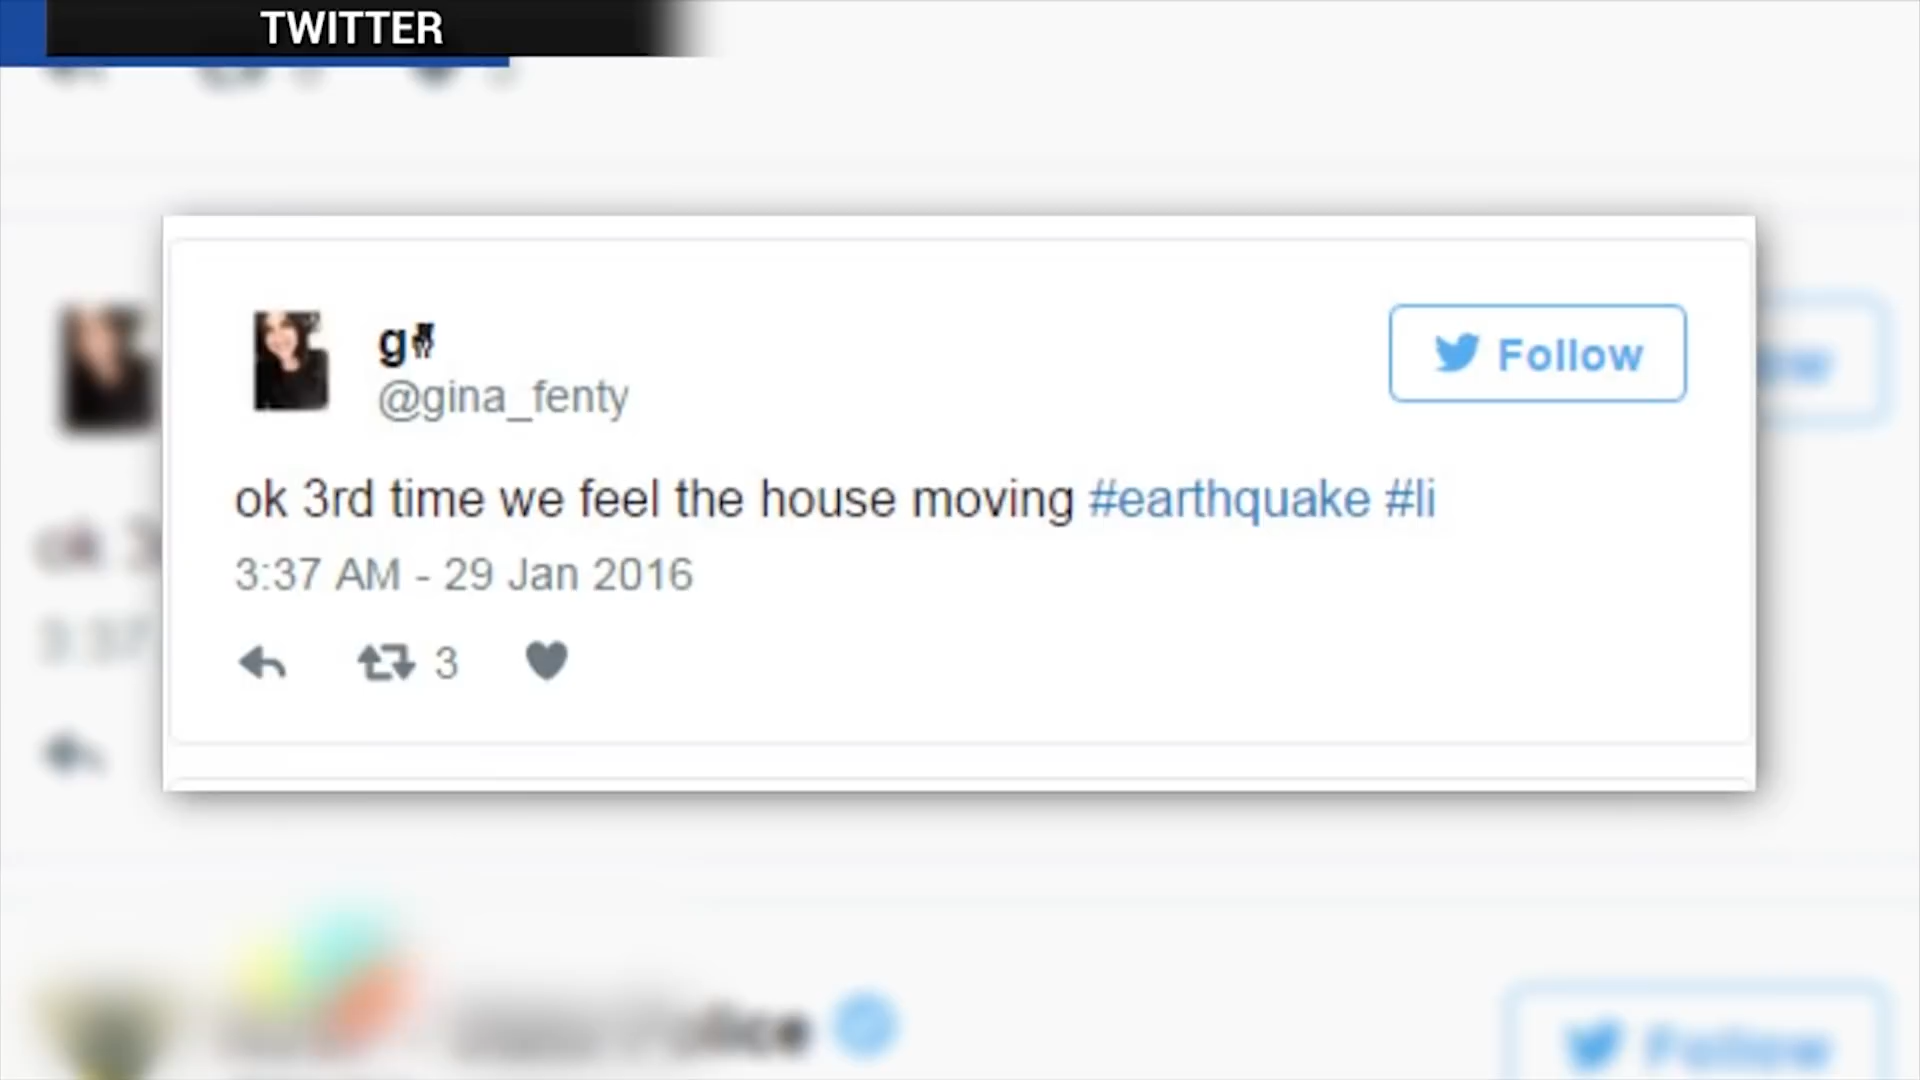 TWITTER
g✌
@gina_fenty
Follow
ok 3rd time we feel the house moving #earthquake #li
3:37 AM - 29 Jan 2016
3
Follow